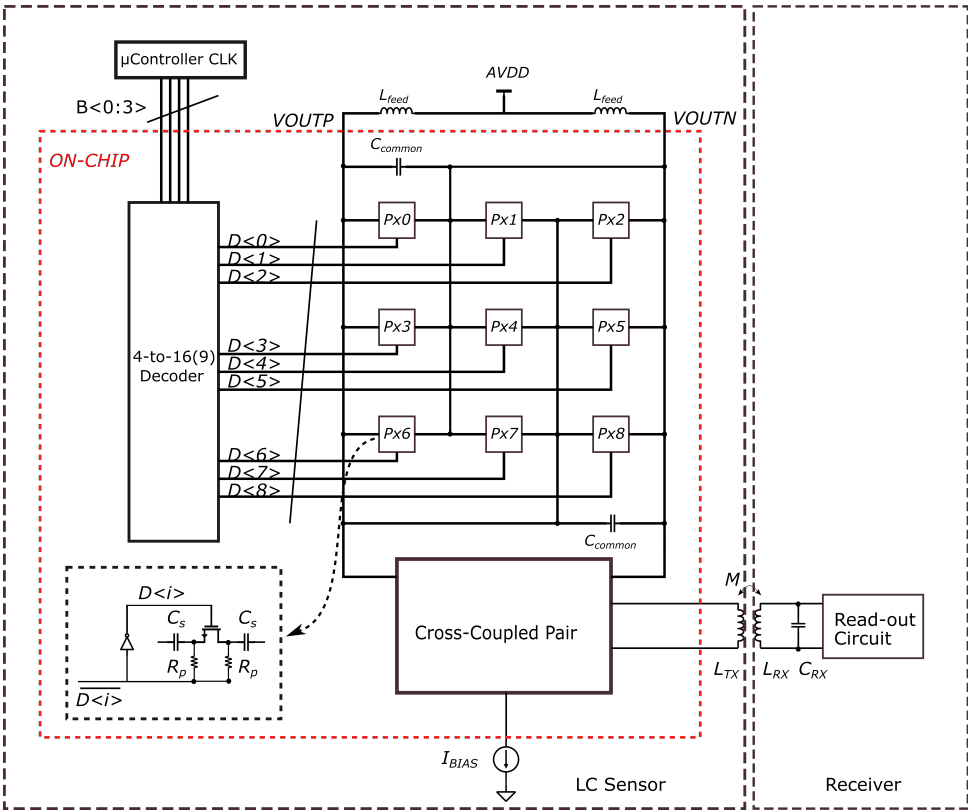 µController CLK
B<0:3>
AVDD
L_feed
L_feed
VOUTP
VOUTN
ON-CHIP
C_common
Px0
Px1
Px2
D<0>
D<1>
D<2>
Px3
Px4
Px5
D<3>
D<4>
D<5>
4-to-16(9)
Decoder
Px6
Px7
Px8
D<6>
D<7>
D<8>
C_common
D<i>
C_s
C_s
R_p
R_p
D<i>
Cross-Coupled Pair
M
Read-out
Circuit
L_TX
L_RX
C_RX
I_BIAS
LC Sensor
Receiver